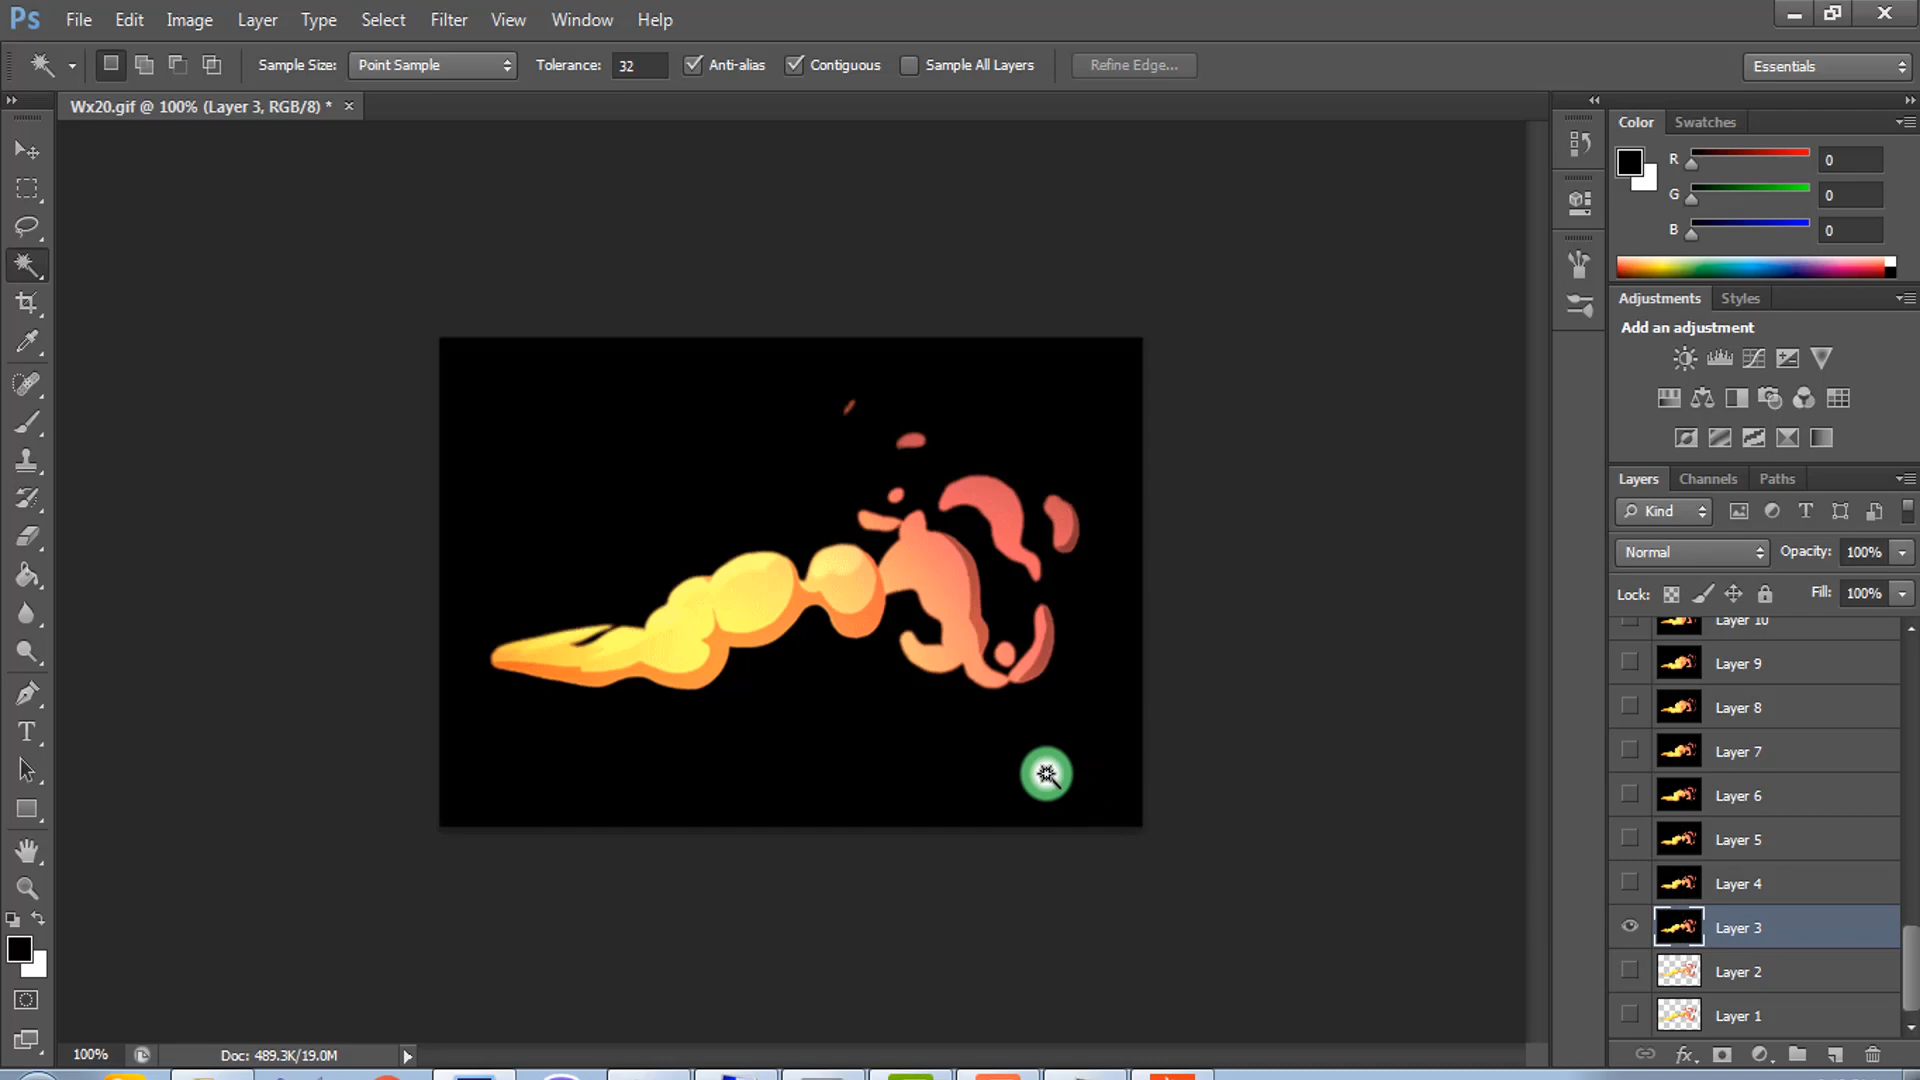 Ps File Edit Image Layer Type Select Filter View Window Help
Sample Size: Point Sample Tolerance: 32 Anti-alias Contiguous Sample All Layers Refine Edge... Essentials
Wx20.gif @ 100% (Layer 3, RGB/8) * ×
Color Swatches
R 0
G 0
B 0
Adjustments Styles
Add an adjustment
Layers Channels Paths
Kind
Normal Opacity: 100%
Lock: Fill: 100%
Layer 10
Layer 9
Layer 8
Layer 7
Layer 6
Layer 5
Layer 4
Layer 3
Layer 2
Layer 1
100% Doc: 489.3K/19.0M
fx